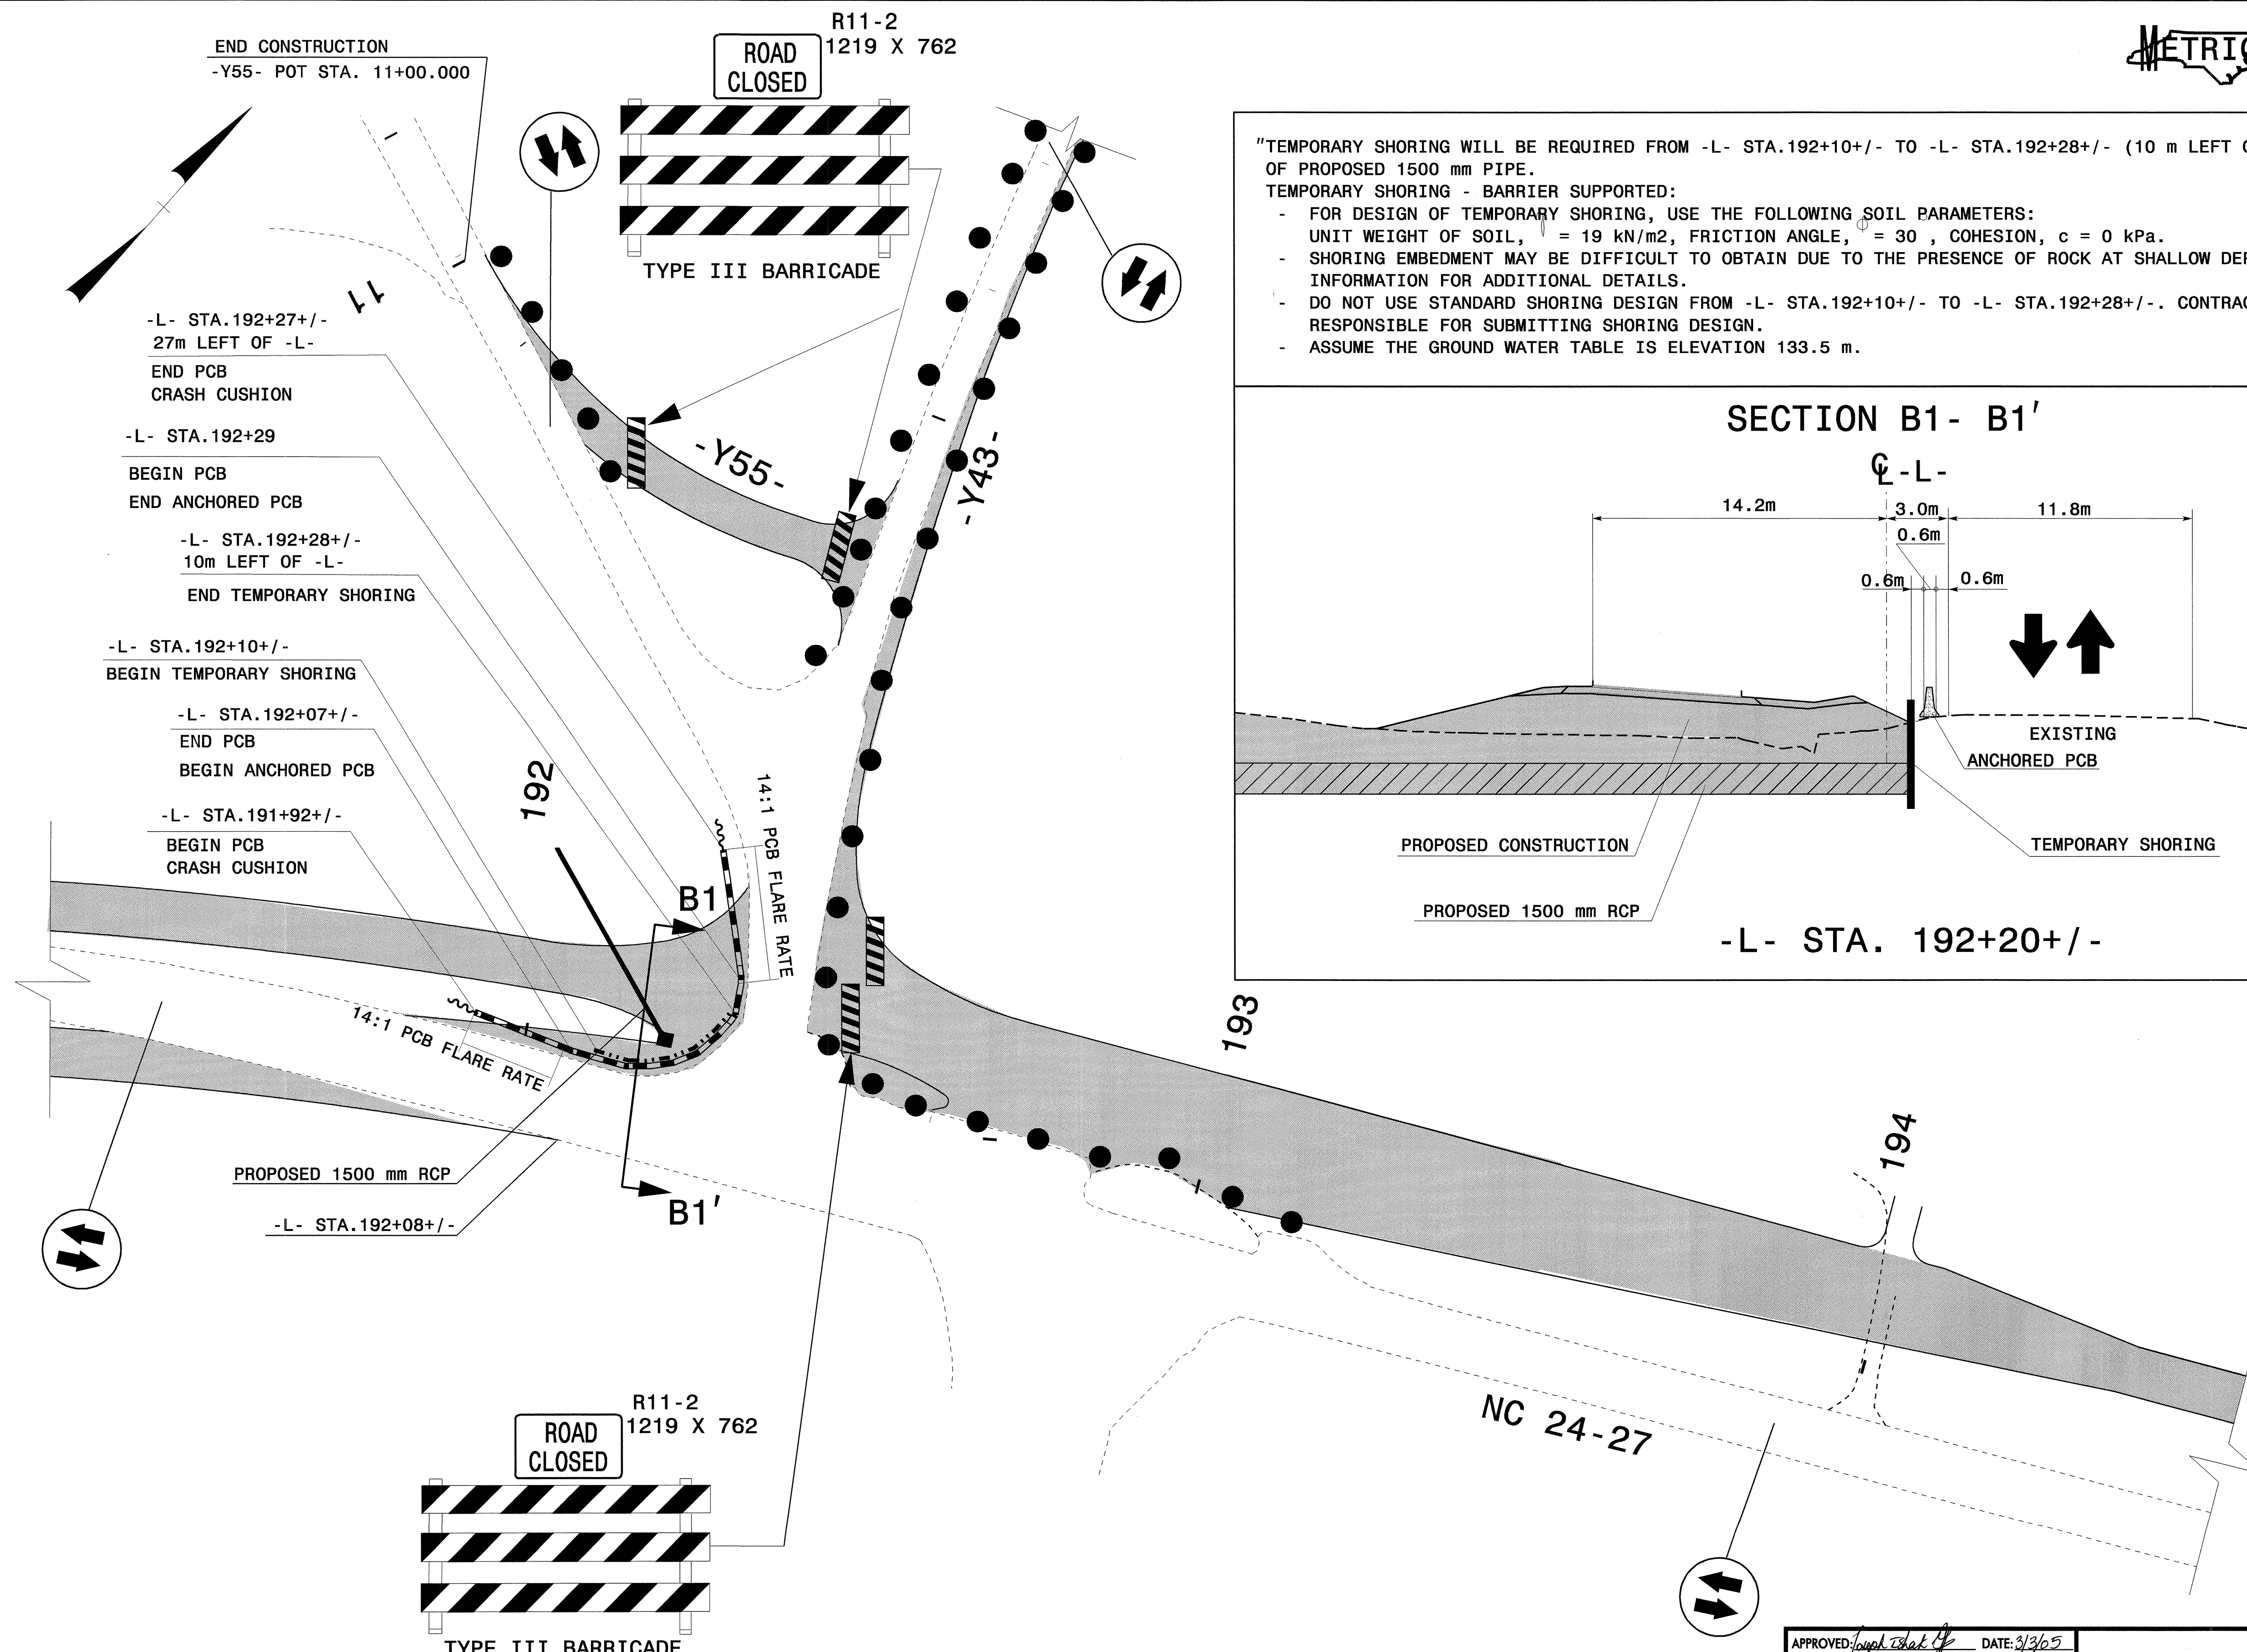 R11-2
1219 X 762
ROAD
CLOSED
END CONSTRUCTION
-Y55- POT STA. 11+00.000
TYPE III BARRICADE
11
-L- STA.192+27+/-
27m LEFT OF -L-
END PCB
CRASH CUSHION
-L- STA.192+29
BEGIN PCB
END ANCHORED PCB
-L- STA.192+28+/-
10m LEFT OF -L-
END TEMPORARY SHORING
-L- STA.192+10+/-
BEGIN TEMPORARY SHORING
-L- STA.192+07+/-
END PCB
BEGIN ANCHORED PCB
-L- STA.191+92+/-
BEGIN PCB
CRASH CUSHION
-Y55-
-Y43-
192
14:1 PCB FLARE RATE
B1
14:1 PCB FLARE RATE
PROPOSED 1500 mm RCP
B1'
-L- STA.192+08+/-
193
194
NC 24-27
R11-2
1219 X 762
ROAD
CLOSED
TYPE III BARRICADE
METRIC
"TEMPORARY SHORING WILL BE REQUIRED FROM -L- STA.192+10+/- TO -L- STA.192+28+/- (10 m LEFT
OF PROPOSED 1500 mm PIPE.
TEMPORARY SHORING - BARRIER SUPPORTED:
- FOR DESIGN OF TEMPORARY SHORING, USE THE FOLLOWING SOIL PARAMETERS:
UNIT WEIGHT OF SOIL, = 19 kN/m2, FRICTION ANGLE, ϕ = 30 , COHESION, c = 0 kPa.
- SHORING EMBEDMENT MAY BE DIFFICULT TO OBTAIN DUE TO THE PRESENCE OF ROCK AT SHALLOW
INFORMATION FOR ADDITIONAL DETAILS.
- DO NOT USE STANDARD SHORING DESIGN FROM -L- STA.192+10+/- TO -L- STA.192+28+/-.
RESPONSIBLE FOR SUBMITTING SHORING DESIGN.
- ASSUME THE GROUND WATER TABLE IS ELEVATION 133.5 m.
SECTION B1- B1'
℄ -L-
14.2m
3.0m
11.8m
0.6m
0.6m
0.6m
EXISTING
ANCHORED PCB
PROPOSED CONSTRUCTION
TEMPORARY SHORING
PROPOSED 1500 mm RCP
-L- STA. 192+20+/-
APPROVED: DATE: 3/3/05